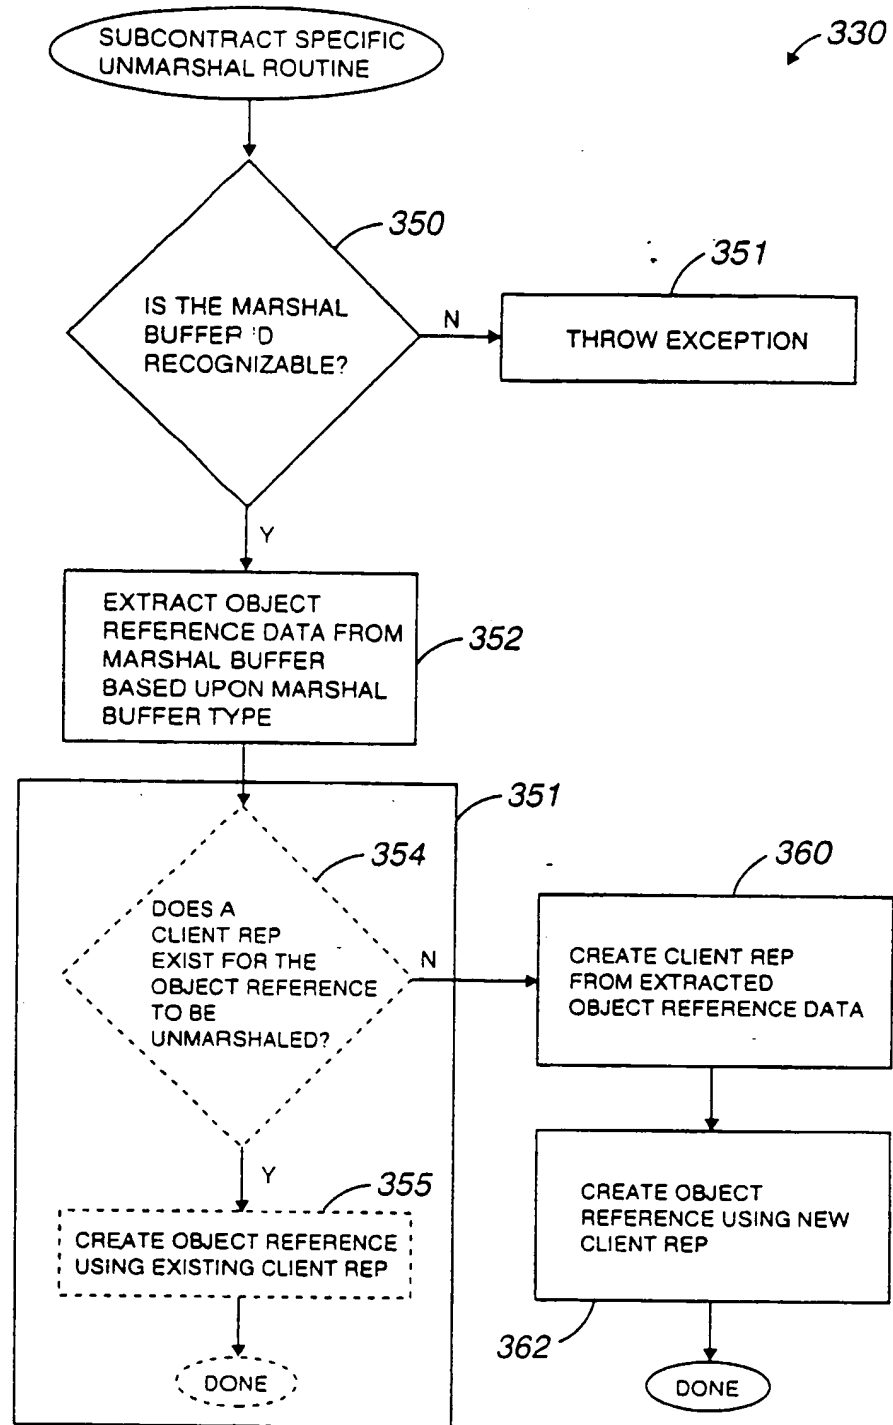 SUBCONTRACT SPECIFIC
UNMARSHAL ROUTINE
330
350
IS THE MARSHAL
BUFFER 'D
RECOGNIZABLE?
N
351
THROW EXCEPTION
Y
EXTRACT OBJECT
REFERENCE DATA FROM
MARSHAL BUFFER
BASED UPON MARSHAL
BUFFER TYPE
352
351
354
DOES A
CLIENT REP
EXIST FOR THE
OBJECT REFERENCE
TO BE
UNMARSHALED?
N
360
CREATE CLIENT REP
FROM EXTRACTED
OBJECT REFERENCE DATA
Y
355
CREATE OBJECT REFERENCE
USING EXISTING CLIENT REP
CREATE OBJECT
REFERENCE USING NEW
CLIENT REP
362
DONE
DONE